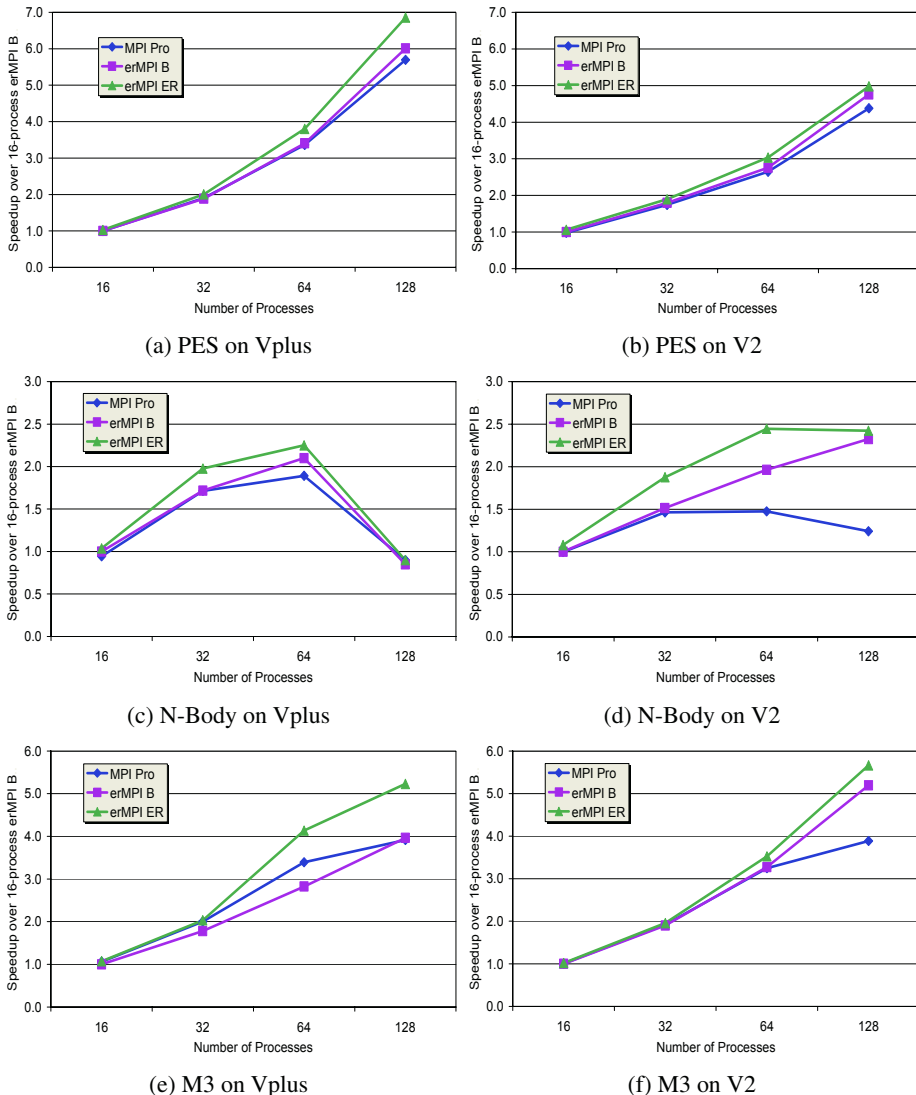 Speedup over 16-process erMPI B
7.0
6.0
5.0
4.0
3.0
2.0
1.0
0.0
MPI Pro
erMPI B
erMPI ER
16
32
64
128
Number of Processes
(a) PES on Vplus
Speedup over 16-process erMPI B
7.0
6.0
5.0
4.0
3.0
2.0
1.0
0.0
MPI Pro
erMPI B
erMPI ER
16
32
64
128
Number of Processes
(b) PES on V2
Speedup over 16-process erMPI B
3.0
2.5
2.0
1.5
1.0
0.5
0.0
MPI Pro
erMPI B
erMPI ER
16
32
64
128
Number of Processes
(c) N-Body on Vplus
Speedup over 16-process erMPI B
3.0
2.5
2.0
1.5
1.0
0.5
0.0
MPI Pro
erMPI B
erMPI ER
16
32
64
128
Number of Processes
(d) N-Body on V2
Speedup over 16-process erMPI B
6.0
5.0
4.0
3.0
2.0
1.0
0.0
MPI Pro
erMPI B
erMPI ER
16
32
64
128
Number of Processes
(e) M3 on Vplus
Speedup over 16-process erMPI B
6.0
5.0
4.0
3.0
2.0
1.0
0.0
MPI Pro
erMPI B
erMPI ER
16
32
64
128
Number of Processes
(f) M3 on V2